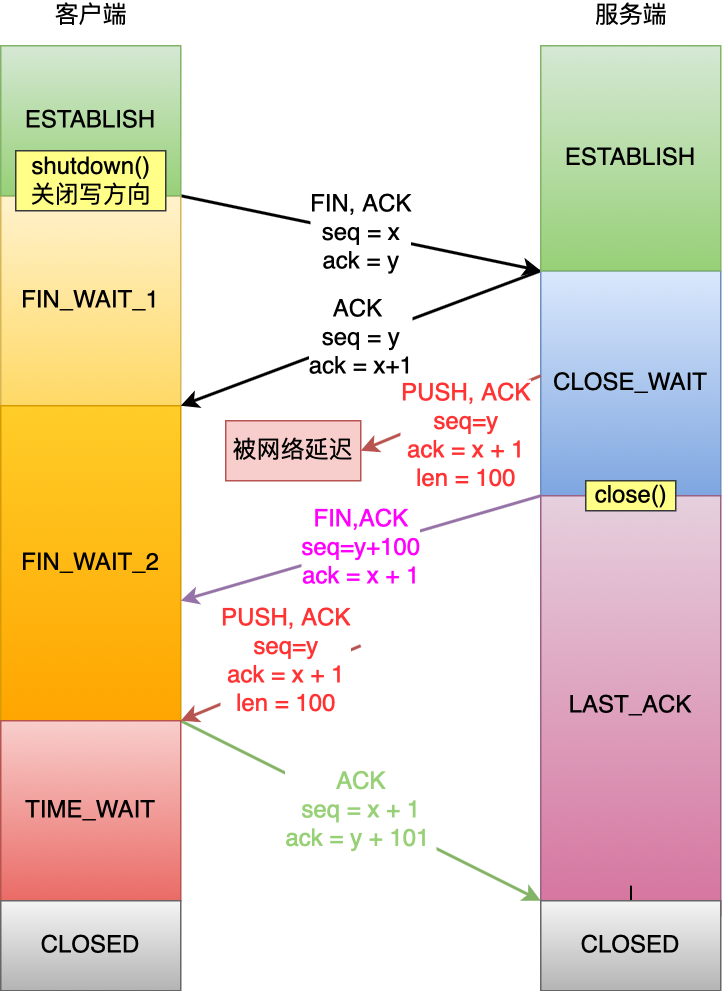 客户端
服务端
ESTABLISH
ESTABLISH
shutdown()
关闭写方向
FIN, ACK
seq = x
ack = y
FIN_WAIT_1
ACK
seq = y
ack = x+1
CLOSE_WAIT
PUSH, ACK
seq=y
ack = x + 1
len = 100
被网络延迟
close()
FIN,ACK
seq=y+100
ack = x + 1
FIN_WAIT_2
PUSH, ACK
seq=y
ack = x + 1
len = 100
LAST_ACK
TIME_WAIT
ACK
seq = x + 1
ack = y + 101
CLOSED
CLOSED